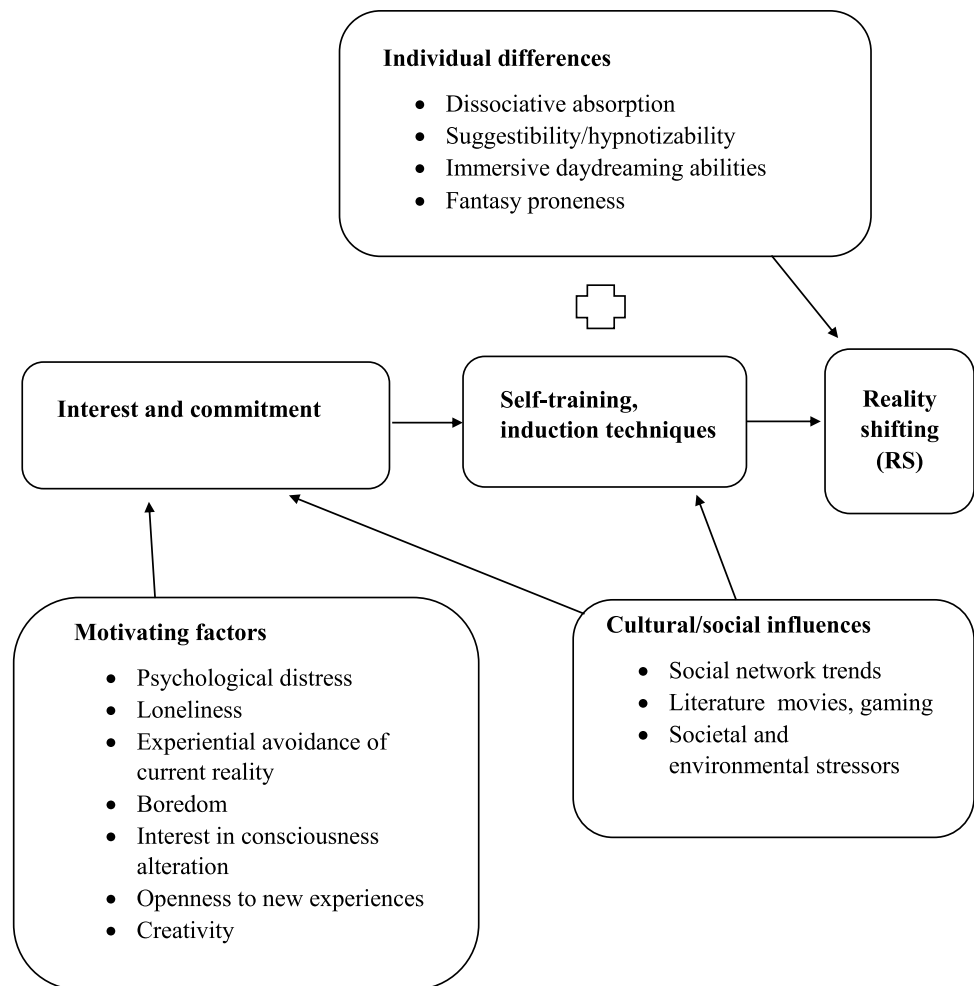 Individual differences
• Dissociative absorption
• Suggestibility/hypnotizability
• Immersive daydreaming abilities
• Fantasy proneness
Interest and commitment
Self-training,
induction techniques
Reality
shifting
(RS)
Motivating factors
• Psychological distress
• Loneliness
• Experiential avoidance of
current reality
• Boredom
• Interest in consciousness
alteration
• Openness to new experiences
• Creativity
Cultural/social influences
• Social network trends
• Literature  movies, gaming
• Societal and
environmental stressors